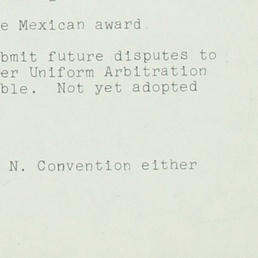 e Mexican award
bmit future disputes to
er Uniform Arbitration
ble. Not yet adopted
N. Convention either